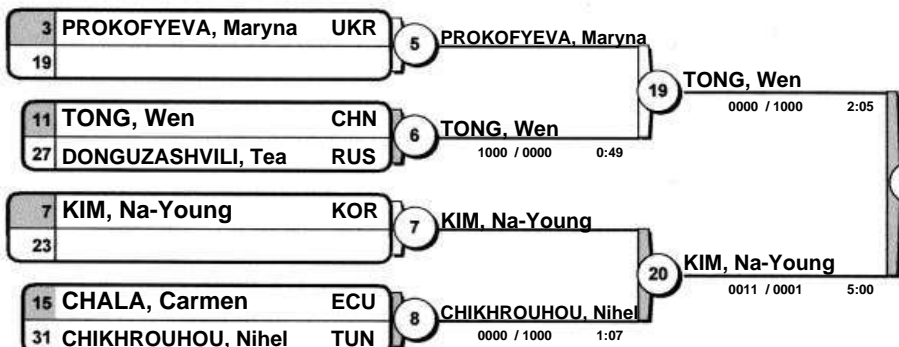 3 PROKOFYEVA, Maryna UKR
19
5
PROKOFYEVA, Maryna
11 TONG, Wen CHN
27 DONGUZASHVILI, Tea RUS
6
TONG, Wen
1000 / 0000 0:49
19
TONG, Wen
0000 / 1000 2:05
7 KIM, Na-Young KOR
23
7
KIM, Na-Young
15 CHALA, Carmen ECU
31 CHIKHROUHOU, Nihel TUN
8
CHIKHROUHOU, Nihel
0000 / 1000 1:07
20
KIM, Na-Young
0011 / 0001 5:00